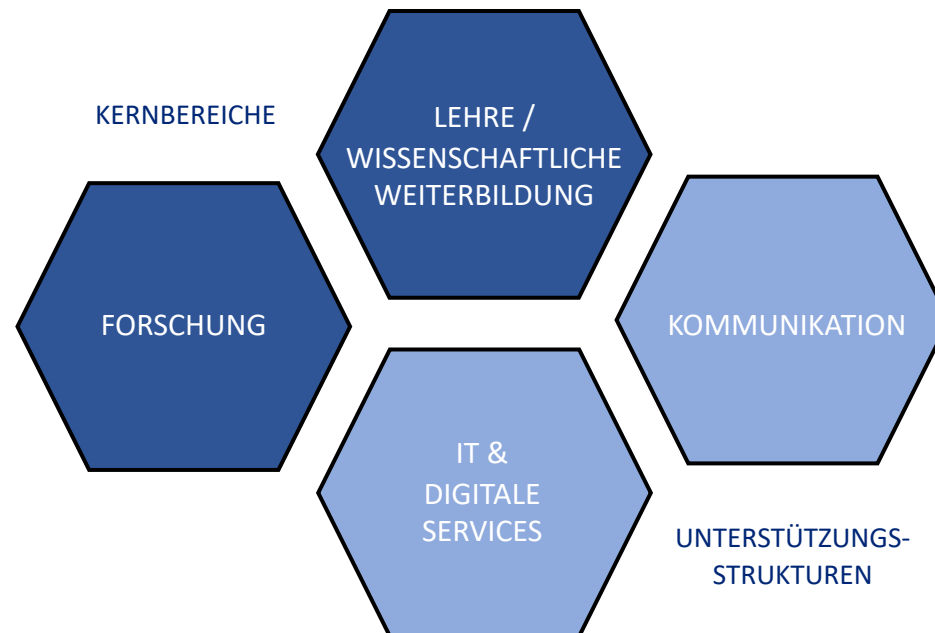 KERNBEREICHE
LEHRE /
WISSENSCHAFTLICHE
WEITERBILDUNG
FORSCHUNG
KOMMUNIKATION
IT &
DIGITALE
SERVICES
UNTERSTÜTZUNGS-
STRUKTUREN